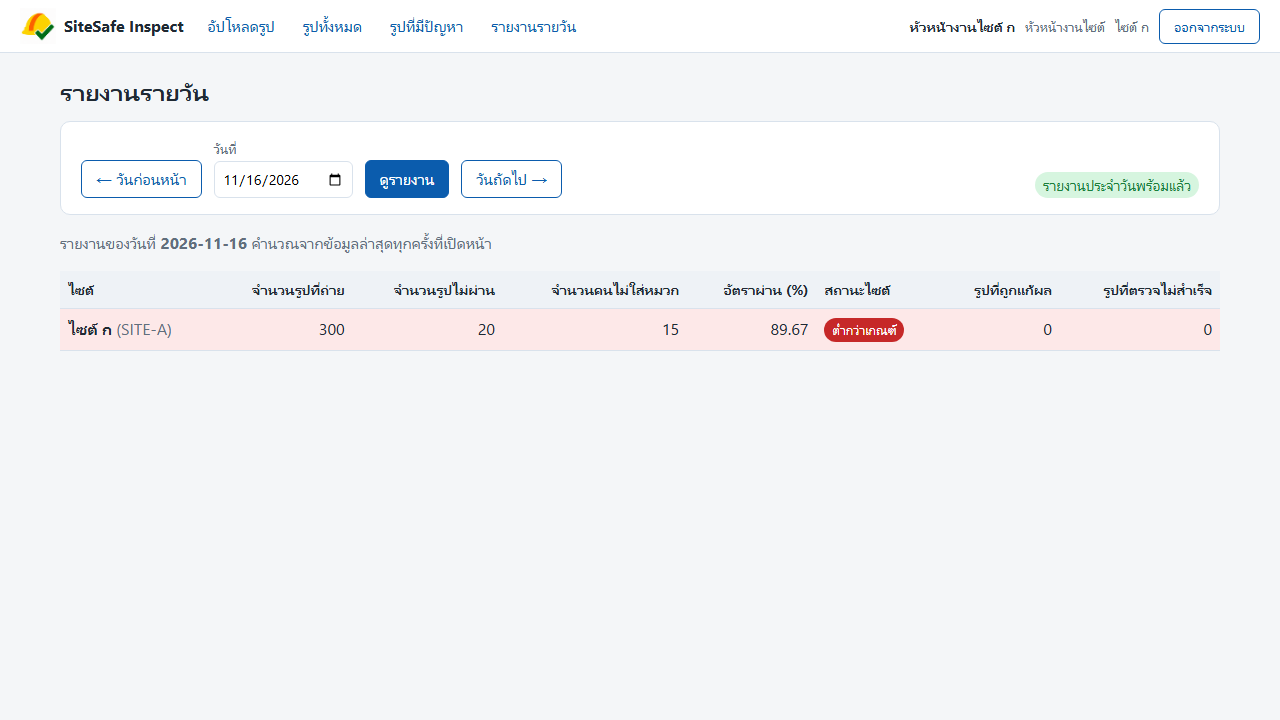 SiteSafe Inspect อัปโหลดรูป รูปทั้งหมด รูปที่มีปัญหา รายงานรายวัน หัวหน้างานไซต์ ก หัวหน้างานไซต์ ไซต์ ก ออกจากระบบ
รายงานรายวัน
วันที่
← วันก่อนหน้า 11/16/2026 ดูรายงาน วันถัดไป → รายงานประจำวันพร้อมแล้ว
รายงานของวันที่ 2026-11-16 คำนวณจากข้อมูลล่าสุดทุกครั้งที่เปิดหน้า
ไซต์ จำนวนรูปที่ถ่าย จำนวนรูปไม่ผ่าน จำนวนคนไม่ใส่หมวก อัตราผ่าน (%) สถานะไซต์ รูปที่ถูกแก้ผล รูปที่ตรวจไม่สำเร็จ
ไซต์ ก (SITE-A) 300 20 15 89.67 ต่ำกว่าเกณฑ์ 0 0